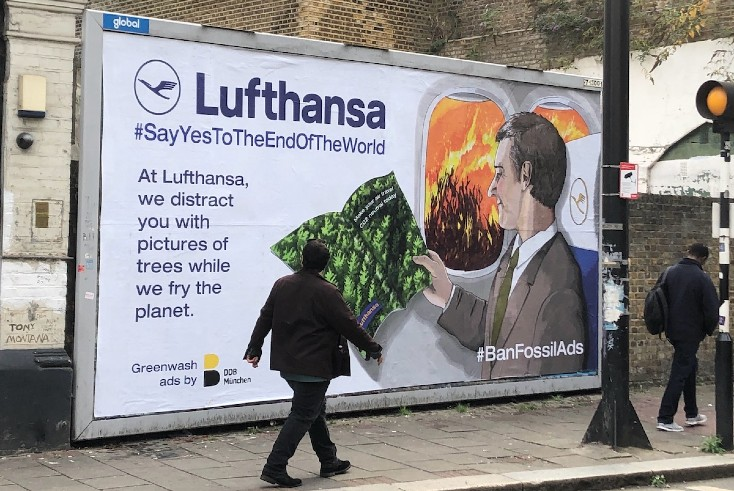 global
Lufthansa
#SayYesToTheEndOfTheWorld
At Lufthansa,
we distract
you with
pictures of
trees while
we fry the
planet.
#BanFossilAds
Greenwash
ads by
DDB
München
TONY
MONTANA